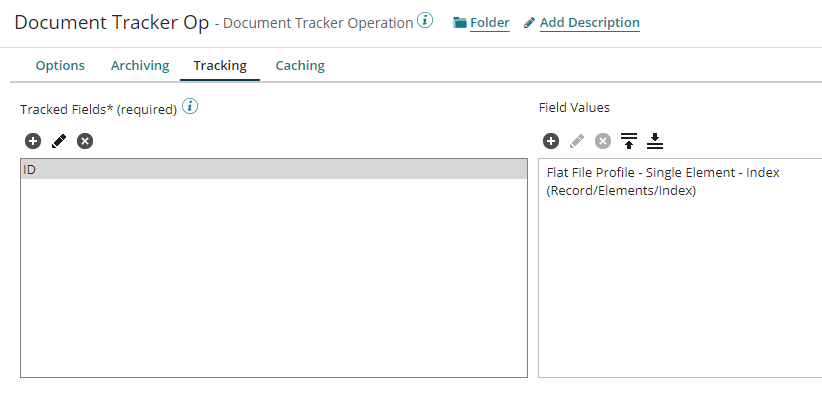 Document Tracker Op - Document Tracker Operation i Folder Add Description
Options Archiving Tracking Caching
Tracked Fields* (required) i
Field Values
ID
Flat File Profile - Single Element - Index
(Record/Elements/Index)